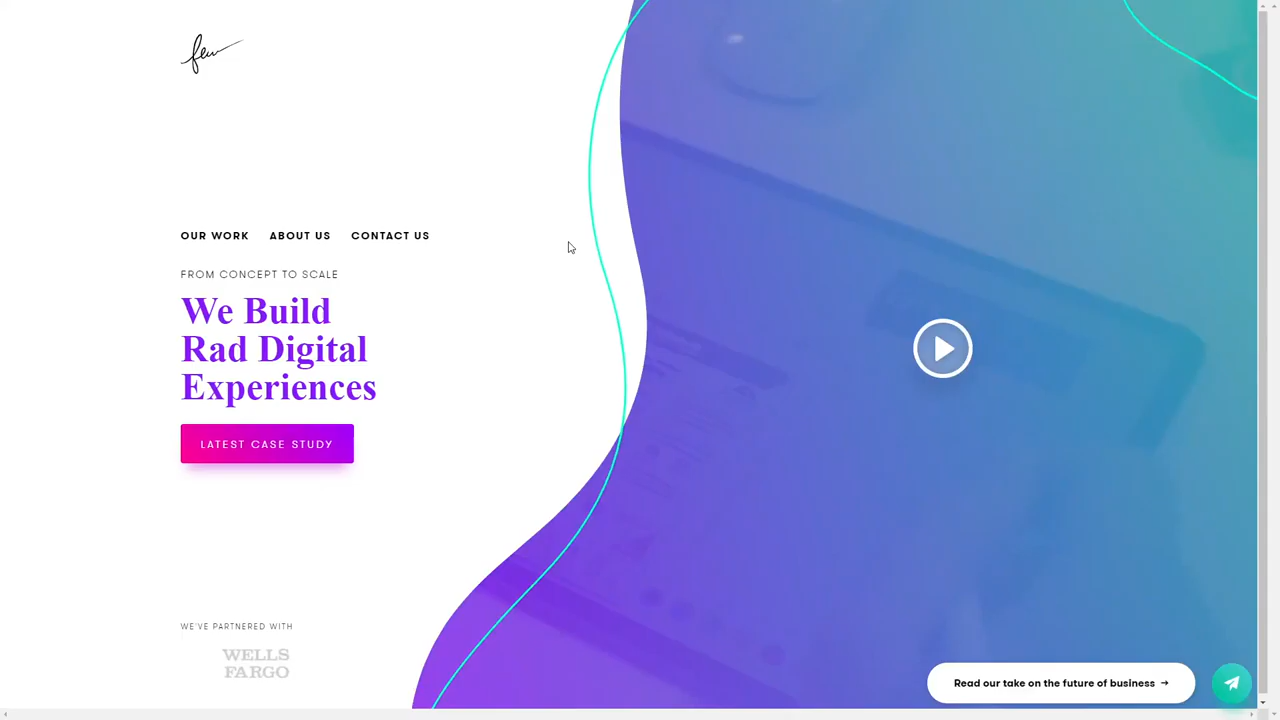 few
OUR WORK ABOUT US CONTACT US
FROM CONCEPT TO SCALE
We Build
Rad Digital
Experiences
LATEST CASE STUDY
WE'VE PARTNERED WITH
WELLS
FARGO
Read our take on the future of business →